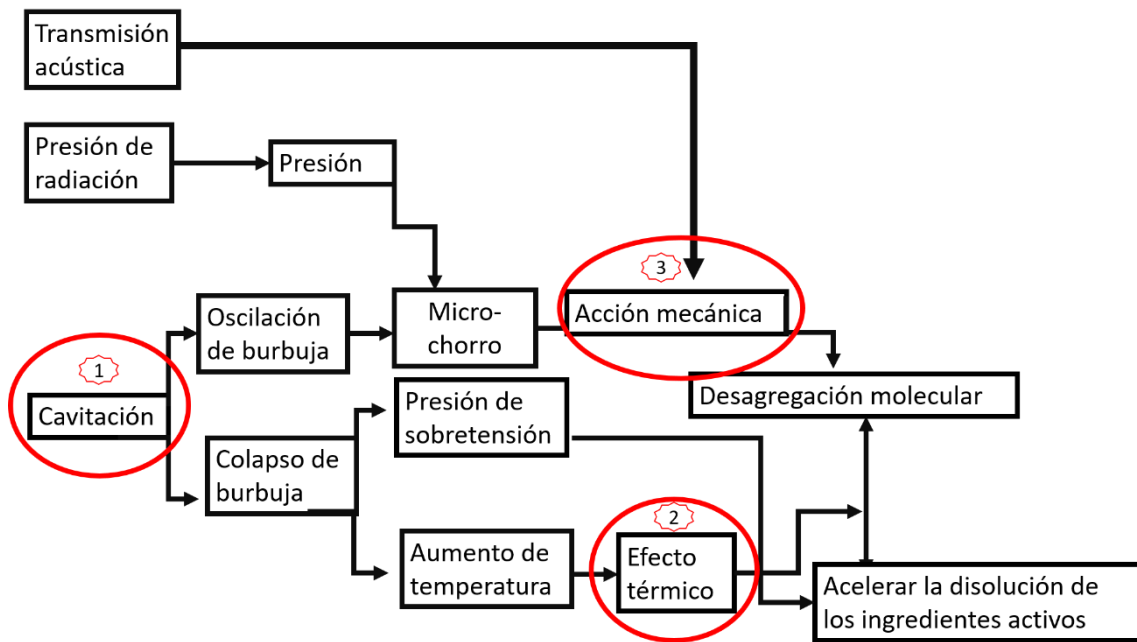 Transmisión
acústica
Presión de
radiación
Presión
3
Acción mecánica
Oscilación
de burbuja
Micro-
chorro
1
Cavitación
Presión de
sobretensión
Desagregación molecular
Colapso de
burbuja
2
Aumento de
temperatura
Efecto
térmico
Acelerar la disolución de
los ingredientes activos